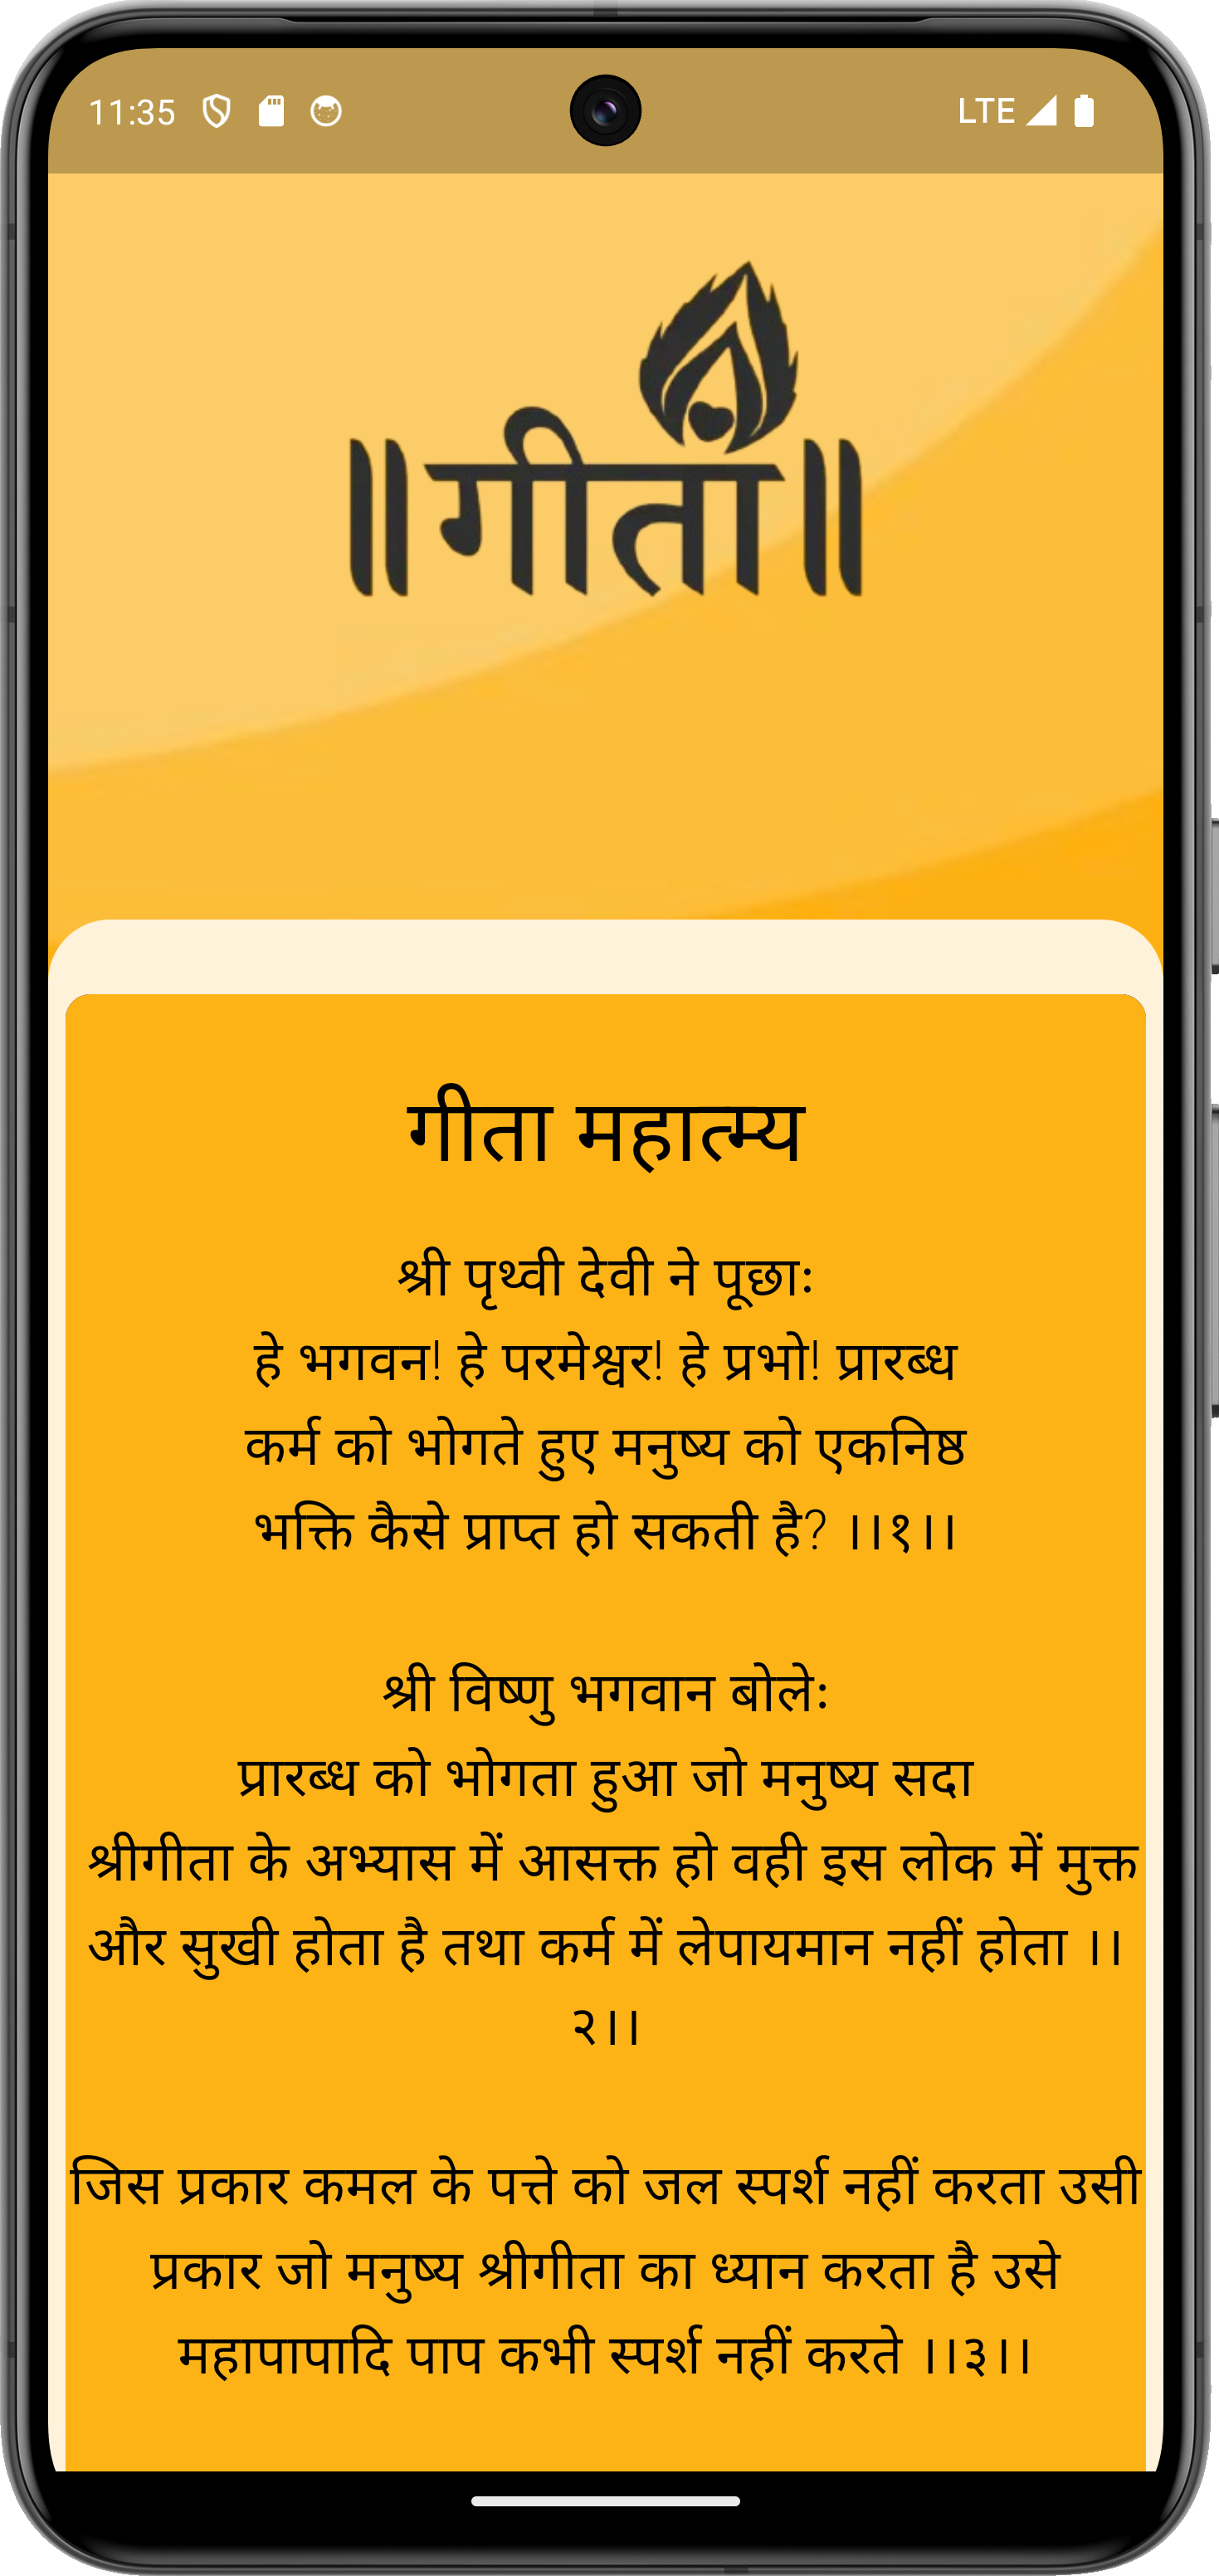 11:35
LTE
॥गीता॥
गीता महात्म्य
श्री पृथ्वी देवी ने पूछाः
हे भगवन! हे परमेश्वर! हे प्रभो! प्रारब्ध
कर्म को भोगते हुए मनुष्य को एकनिष्ठ
भक्ति कैसे प्राप्त हो सकती है? ।।१।।
श्री विष्णु भगवान बोलेः
प्रारब्ध को भोगता हुआ जो मनुष्य सदा
श्रीगीता के अभ्यास में आसक्त हो वही इस लोक में मुक्त
और सुखी होता है तथा कर्म में लेपायमान नहीं होता ।।
२।।
जिस प्रकार कमल के पत्ते को जल स्पर्श नहीं करता उसी
प्रकार जो मनुष्य श्रीगीता का ध्यान करता है उसे
महापापादि पाप कभी स्पर्श नहीं करते ।।३।।